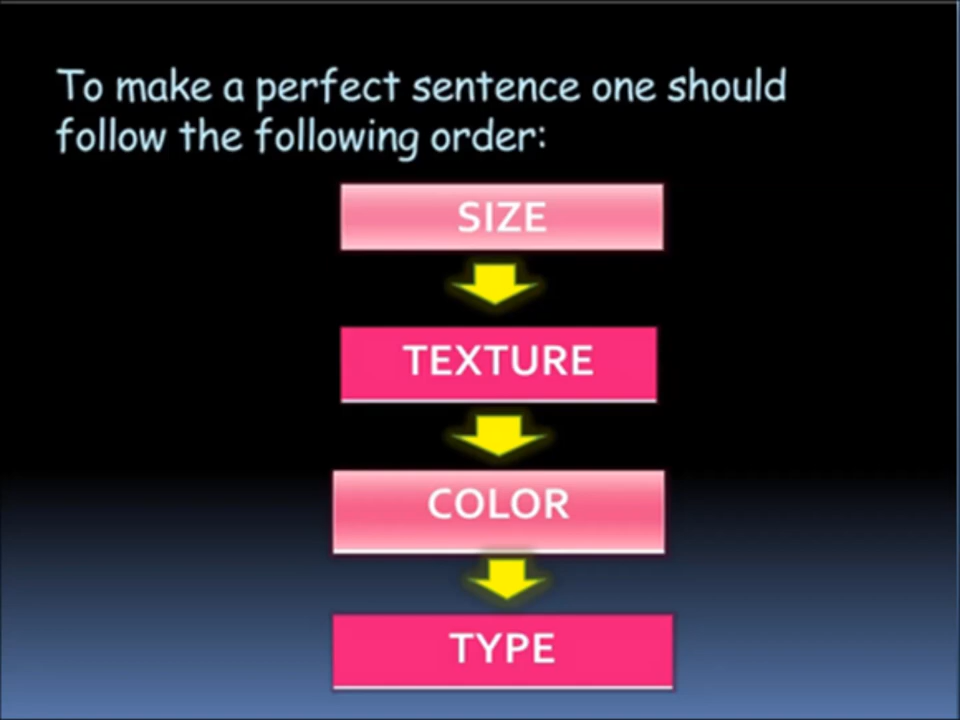 To make a perfect sentence one should
follow the following order:
SIZE
TEXTURE
COLOR
TYPE